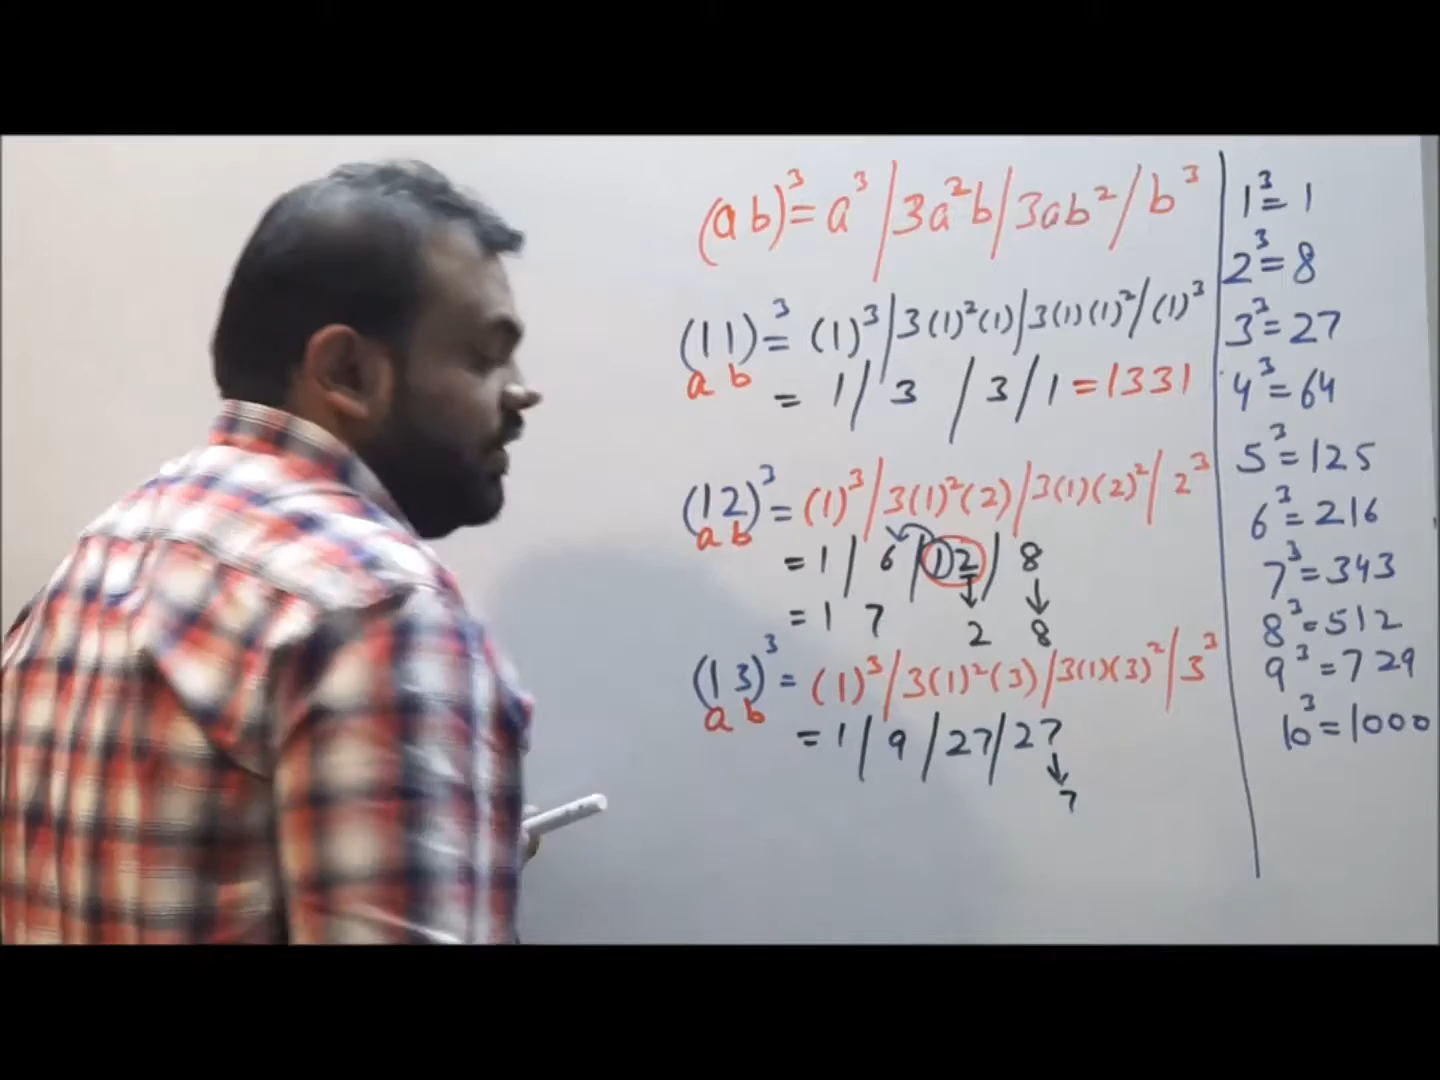 (ab)³ = a³ / 3a²b / 3ab² / b³
(11)³ = (1)³ / 3(1)²(1) / 3(1)(1)² / (1)³
a b
= 1 / 3 / 3 / 1 = 1331
(12)³ = (1)³ / 3(1)²(2) / 3(1)(2)² / 2³
a b
= 1 / 6 / 12 / 8
= 1 7 2 8
(13)³ = (1)³ / 3(1)²(3) / 3(1)(3)² / 3³
a b
= 1 / 9 / 27 / 27
7
1³ = 1
2³ = 8
3³ = 27
4³ = 64
5³ = 125
6³ = 216
7³ = 343
8³ = 512
9³ = 729
10³ = 1000